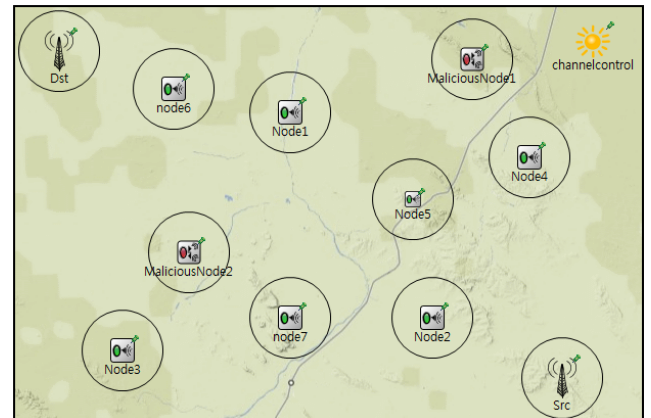 Dst
node6
Node1
MaliciousNode1
channelcontrol
Node4
Node5
MaliciousNode2
node7
Node2
Node3
Src